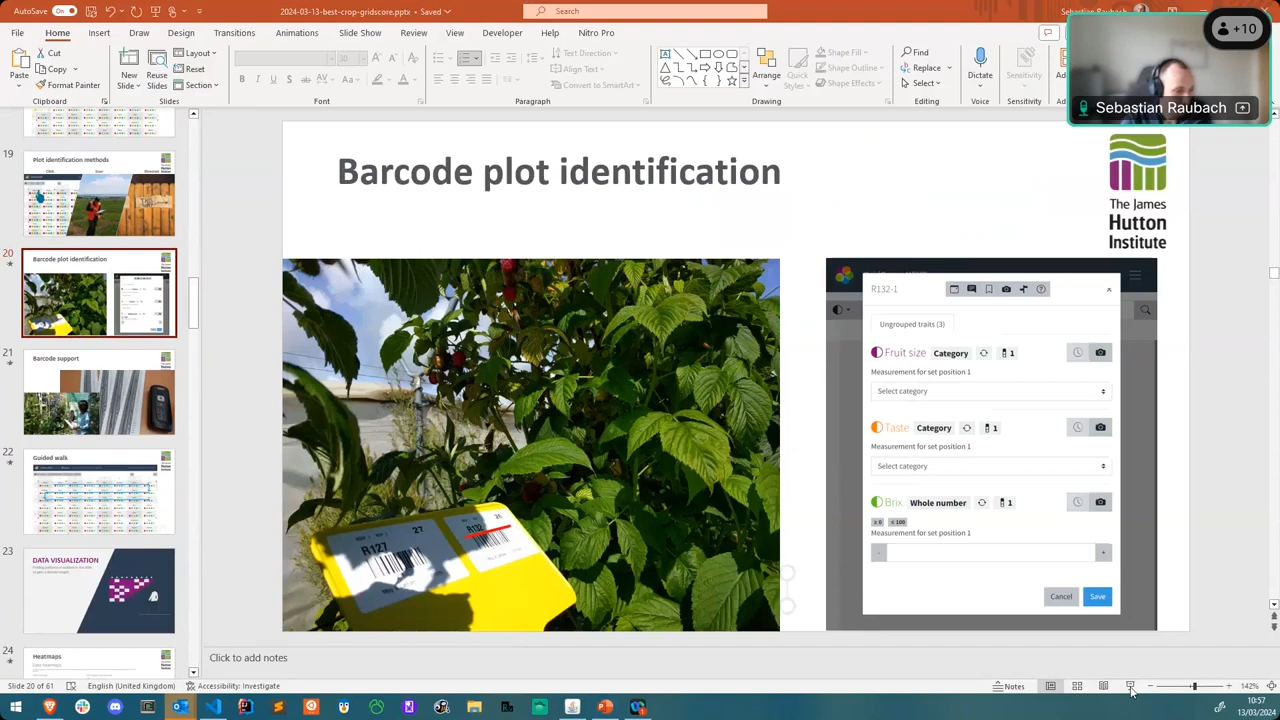 AutoSave
On
2024-03-13-best-crop-gridscore.pptx • Saved
Search
+10
Sebastian Raubach
File Home Insert Draw Design Transitions Animations Slide Show Review View Help Nitro Pro
Paste
Cut
Copy
Format Painter
Clipboard
New Slide
Reuse Slides
Layout
Reset
Section
Slides
30
Font
Text Direction
Align Text
Convert to SmartArt
Paragraph
Arrange
Quick Styles
Shape Fill
Shape Outline
Shape Effects
Drawing
Find
Replace
Select
Editing
Dictate
Voice
Sensitivity
Sensitivity
19
Plot identification methods
20
Barcode plot identification
21
Barcode support
22
Guided walk
23
DATA VISUALIZATION
24
Heatmaps
Barcode plot identification
The James
Hutton
Institute
R127
27
R132-1
Ungrouped traits (3)
Fruit size Category 1
Measurement for set position 1
Select category
Taste Category 1
Measurement for set position 1
Select category
Brix Whole number 1
≥ 0 ≤ 100
Measurement for set position 1
- +
Cancel Save
Click to add notes
Slide 20 of 61
English (United Kingdom)
Accessibility: Investigate
Notes
142%
10:57
13/03/2024